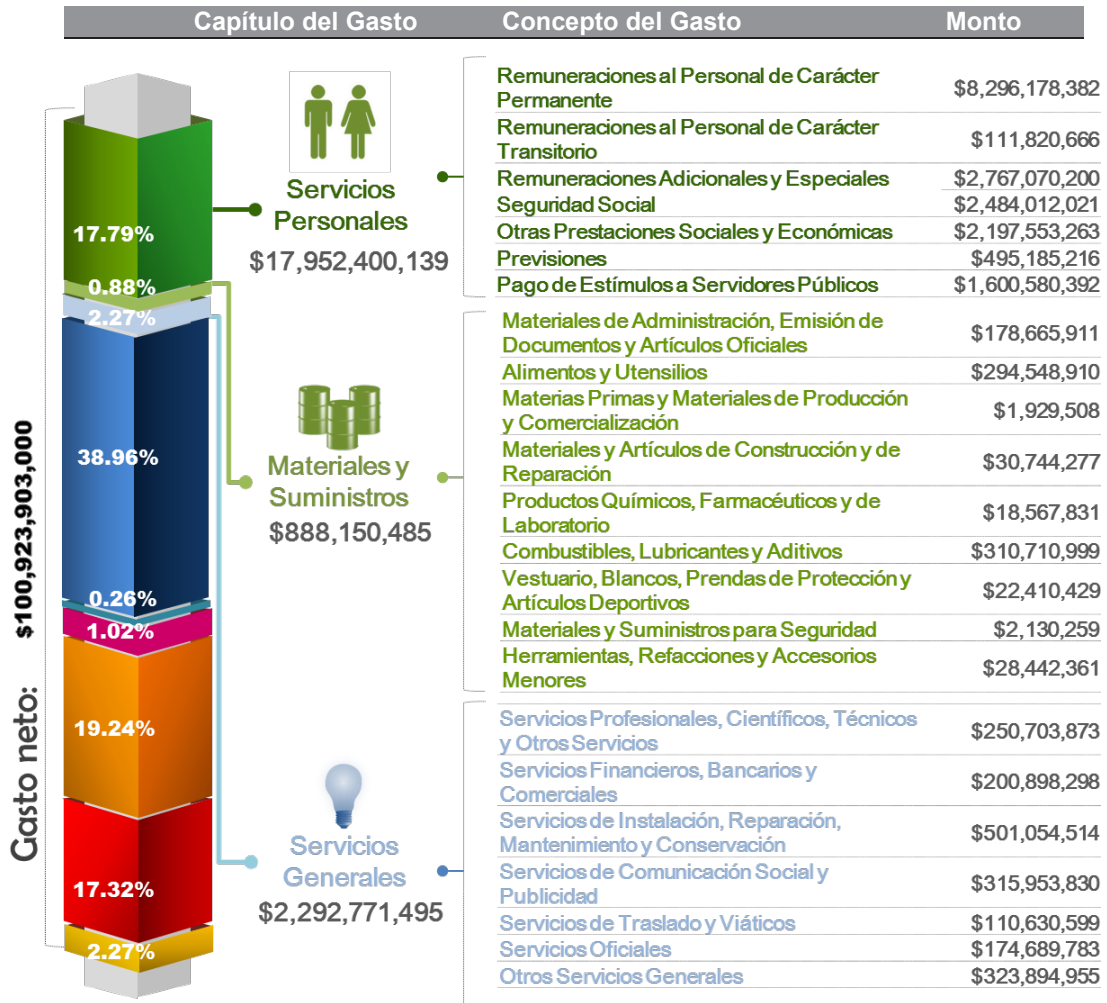 Capítulo del Gasto Concepto del Gasto Monto
Gasto neto: $100,923,903,000
17.79%
0.88%
2.27%
38.96%
0.26%
1.02%
19.24%
17.32%
2.27%
Servicios
Personales
$17,952,400,139
Remuneraciones al Personal de Carácter
Permanente
$8,296,178,382
Remuneraciones al Personal de Carácter
Transitorio
$111,820,666
Remuneraciones Adicionales y Especiales $2,767,070,200
Seguridad Social $2,484,012,021
Otras Prestaciones Sociales y Económicas $2,197,553,263
Previsiones $495,185,216
Pago de Estímulos a Servidores Públicos $1,600,580,392
Materiales y
Suministros
$888,150,485
Materiales de Administración, Emisión de
Documentos y Artículos Oficiales
$178,665,911
Alimentos y Utensilios $294,548,910
Materias Primas y Materiales de Producción
y Comercialización
$1,929,508
Materiales y Artículos de Construcción y de
Reparación
$30,744,277
Productos Químicos, Farmacéuticos y de
Laboratorio
$18,567,831
Combustibles, Lubricantes y Aditivos $310,710,999
Vestuario, Blancos, Prendas de Protección y
Artículos Deportivos
$22,410,429
Materiales y Suministros para Seguridad $2,130,259
Herramientas, Refacciones y Accesorios
Menores
$28,442,361
Servicios
Generales
$2,292,771,495
Servicios Profesionales, Científicos, Técnicos
y Otros Servicios
$250,703,873
Servicios Financieros, Bancarios y
Comerciales
$200,898,298
Servicios de Instalación, Reparación,
Mantenimiento y Conservación
$501,054,514
Servicios de Comunicación Social y
Publicidad
$315,953,830
Servicios de Traslado y Viáticos $110,630,599
Servicios Oficiales $174,689,783
Otros Servicios Generales $323,894,955